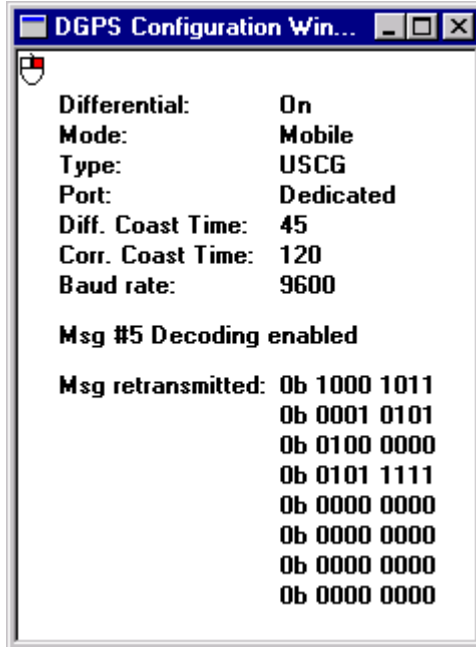 DGPS Configuration Win...
Differential: On
Mode: Mobile
Type: USCG
Port: Dedicated
Diff. Coast Time: 45
Corr. Coast Time: 120
Baud rate: 9600
Msg #5 Decoding enabled
Msg retransmitted: 0b 1000 1011
0b 0001 0101
0b 0100 0000
0b 0101 1111
0b 0000 0000
0b 0000 0000
0b 0000 0000
0b 0000 0000